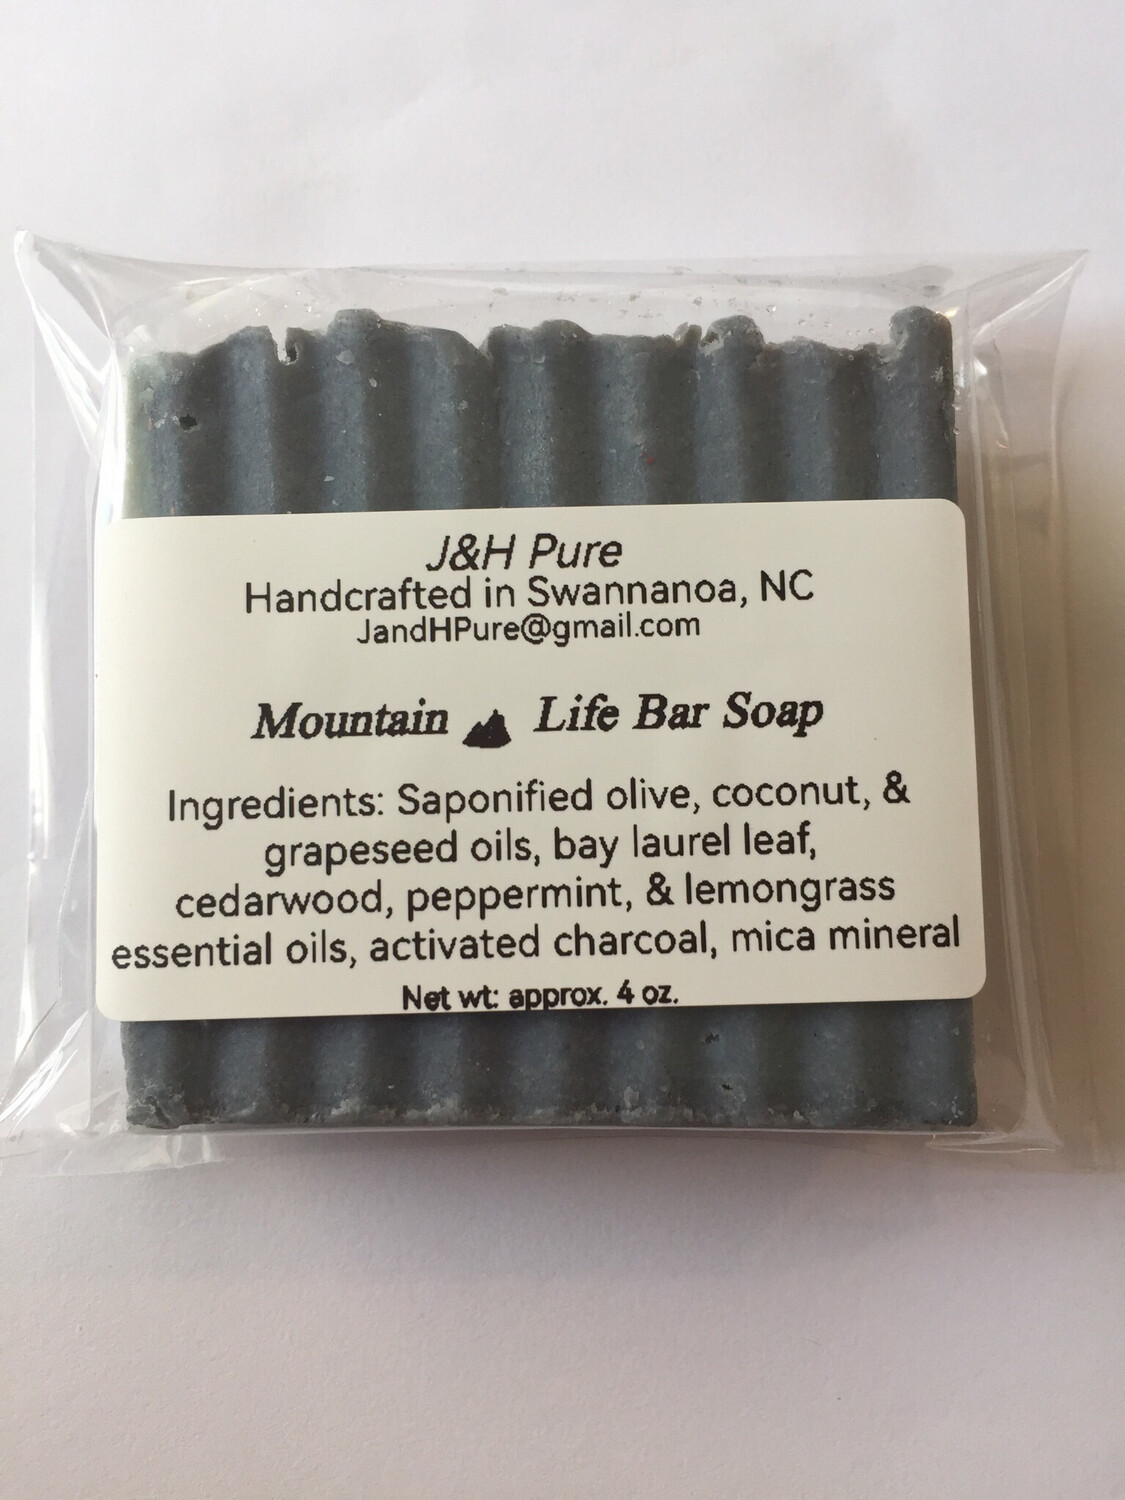 J&H Pure
Handcrafted in Swannanoa, NC
JandHPure@gmail.com
Mountain Life Bar Soap
Ingredients: Saponified olive, coconut, &
grapeseed oils, bay laurel leaf,
cedarwood, peppermint, & lemongrass
essential oils, activated charcoal, mica mineral
Net wt: approx. 4 oz.